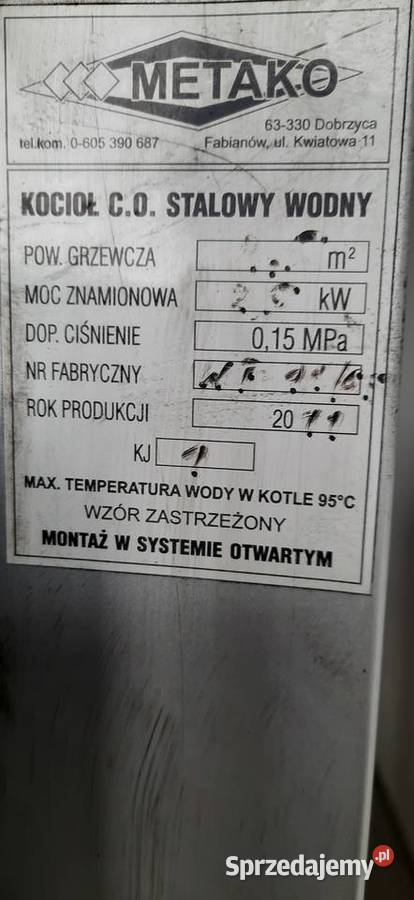 METAKO
63-330 Dobrzyca
tel.kom. 0-605 390 687 Fabianów, ul. Kwiatowa 11
KOCIOŁ C.O. STALOWY WODNY
POW. GRZEWCZA m²
MOC ZNAMIONOWA kW
DOP. CIŚNIENIE 0,15 MPa
NR FABRYCZNY
ROK PRODUKCJI 20 11
KJ 1
MAX. TEMPERATURA WODY W KOTLE 95°C
WZÓR ZASTRZEŻONY
MONTAŻ W SYSTEMIE OTWARTYM
Sprzedajemy.pl